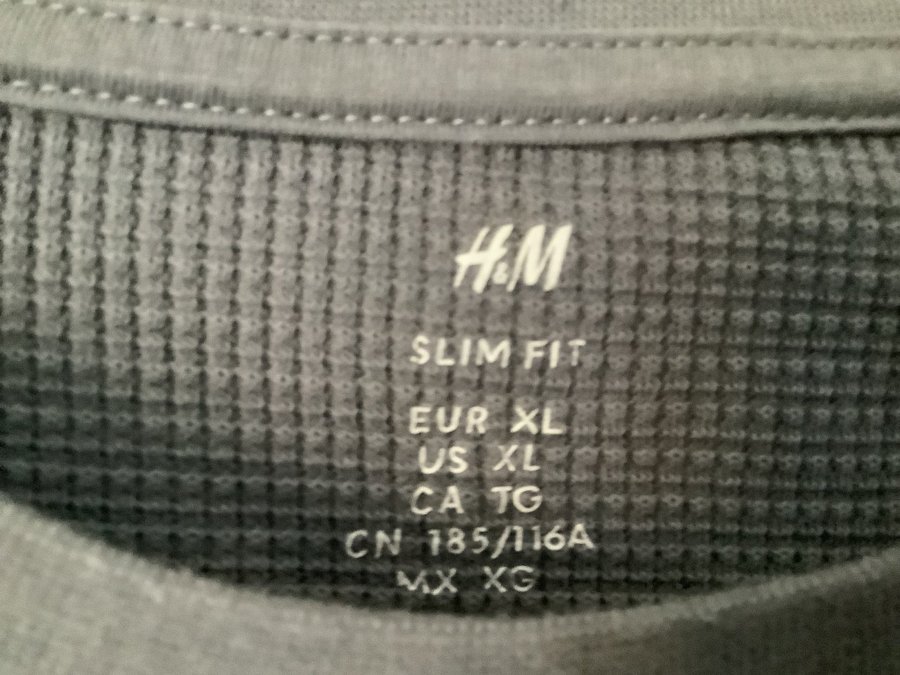 H&M
SLIM FIT
EUR XL
US XL
CA TG
CN 185/116A
MX XG